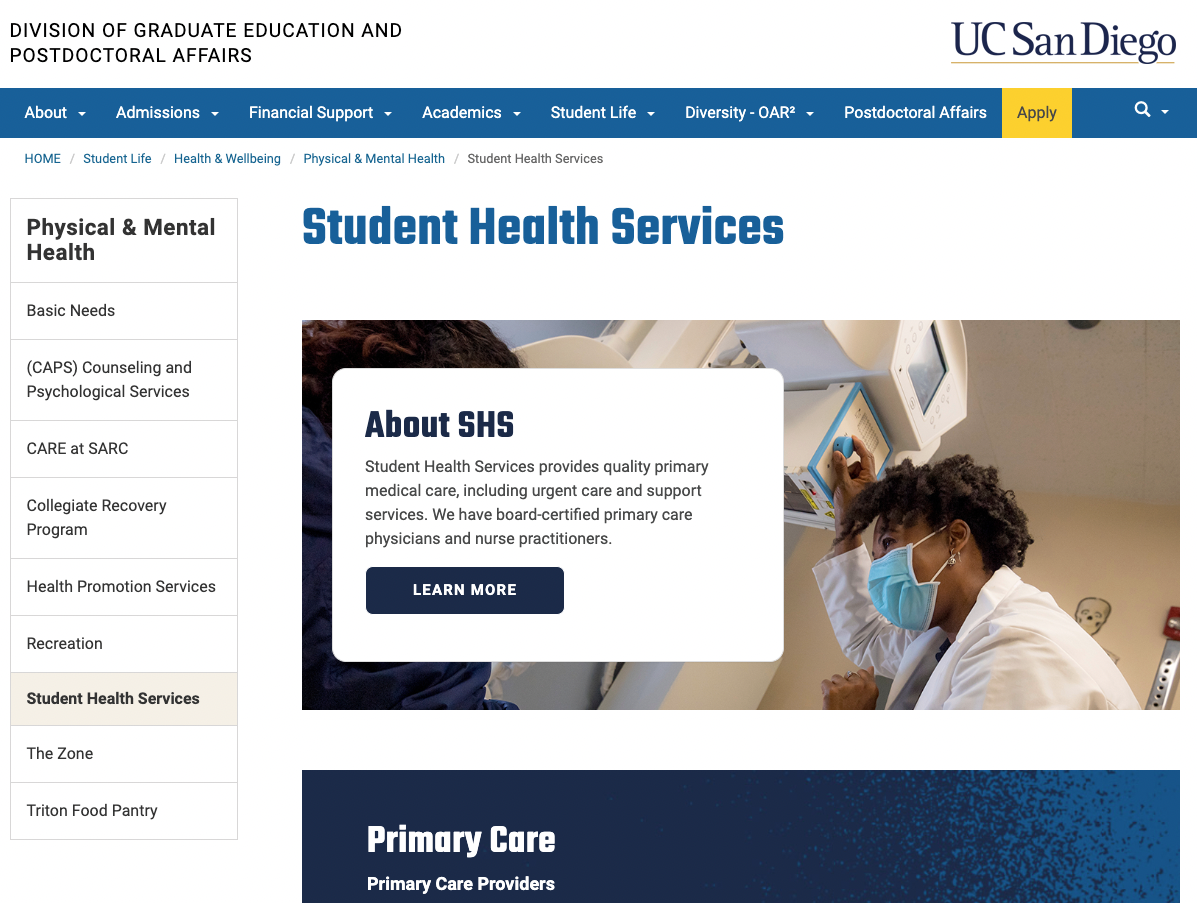 DIVISION OF GRADUATE EDUCATION AND
POSTDOCTORAL AFFAIRS
UC San Diego
About Admissions Financial Support Academics Student Life Diversity - OAR² Postdoctoral Affairs Apply
HOME / Student Life / Health & Wellbeing / Physical & Mental Health / Student Health Services
Physical & Mental
Health
Basic Needs
(CAPS) Counseling and
Psychological Services
CARE at SARC
Collegiate Recovery
Program
Health Promotion Services
Recreation
Student Health Services
The Zone
Triton Food Pantry
Student Health Services
About SHS
Student Health Services provides quality primary
medical care, including urgent care and support
services. We have board-certified primary care
physicians and nurse practitioners.
LEARN MORE
Primary Care
Primary Care Providers